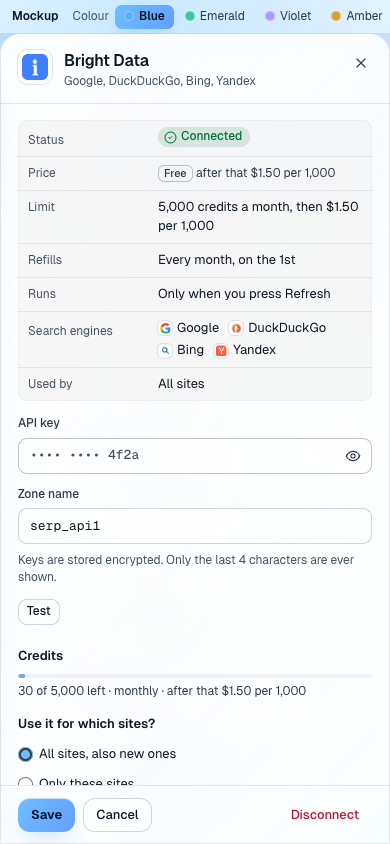 Mockup Colour Blue Emerald Violet Amber
Bright Data
Google, DuckDuckGo, Bing, Yandex
Status Connected
Price Free after that $1.50 per 1,000
Limit 5,000 credits a month, then $1.50
per 1,000
Refills Every month, on the 1st
Runs Only when you press Refresh
Search engines Google DuckDuckGo
Bing Yandex
Used by All sites
API key
•••• •••• 4f2a
Zone name
serp_api1
Keys are stored encrypted. Only the last 4 characters are ever
shown.
Test
Credits
30 of 5,000 left · monthly · after that $1.50 per 1,000
Use it for which sites?
All sites, also new ones
Only these sites
Save Cancel Disconnect